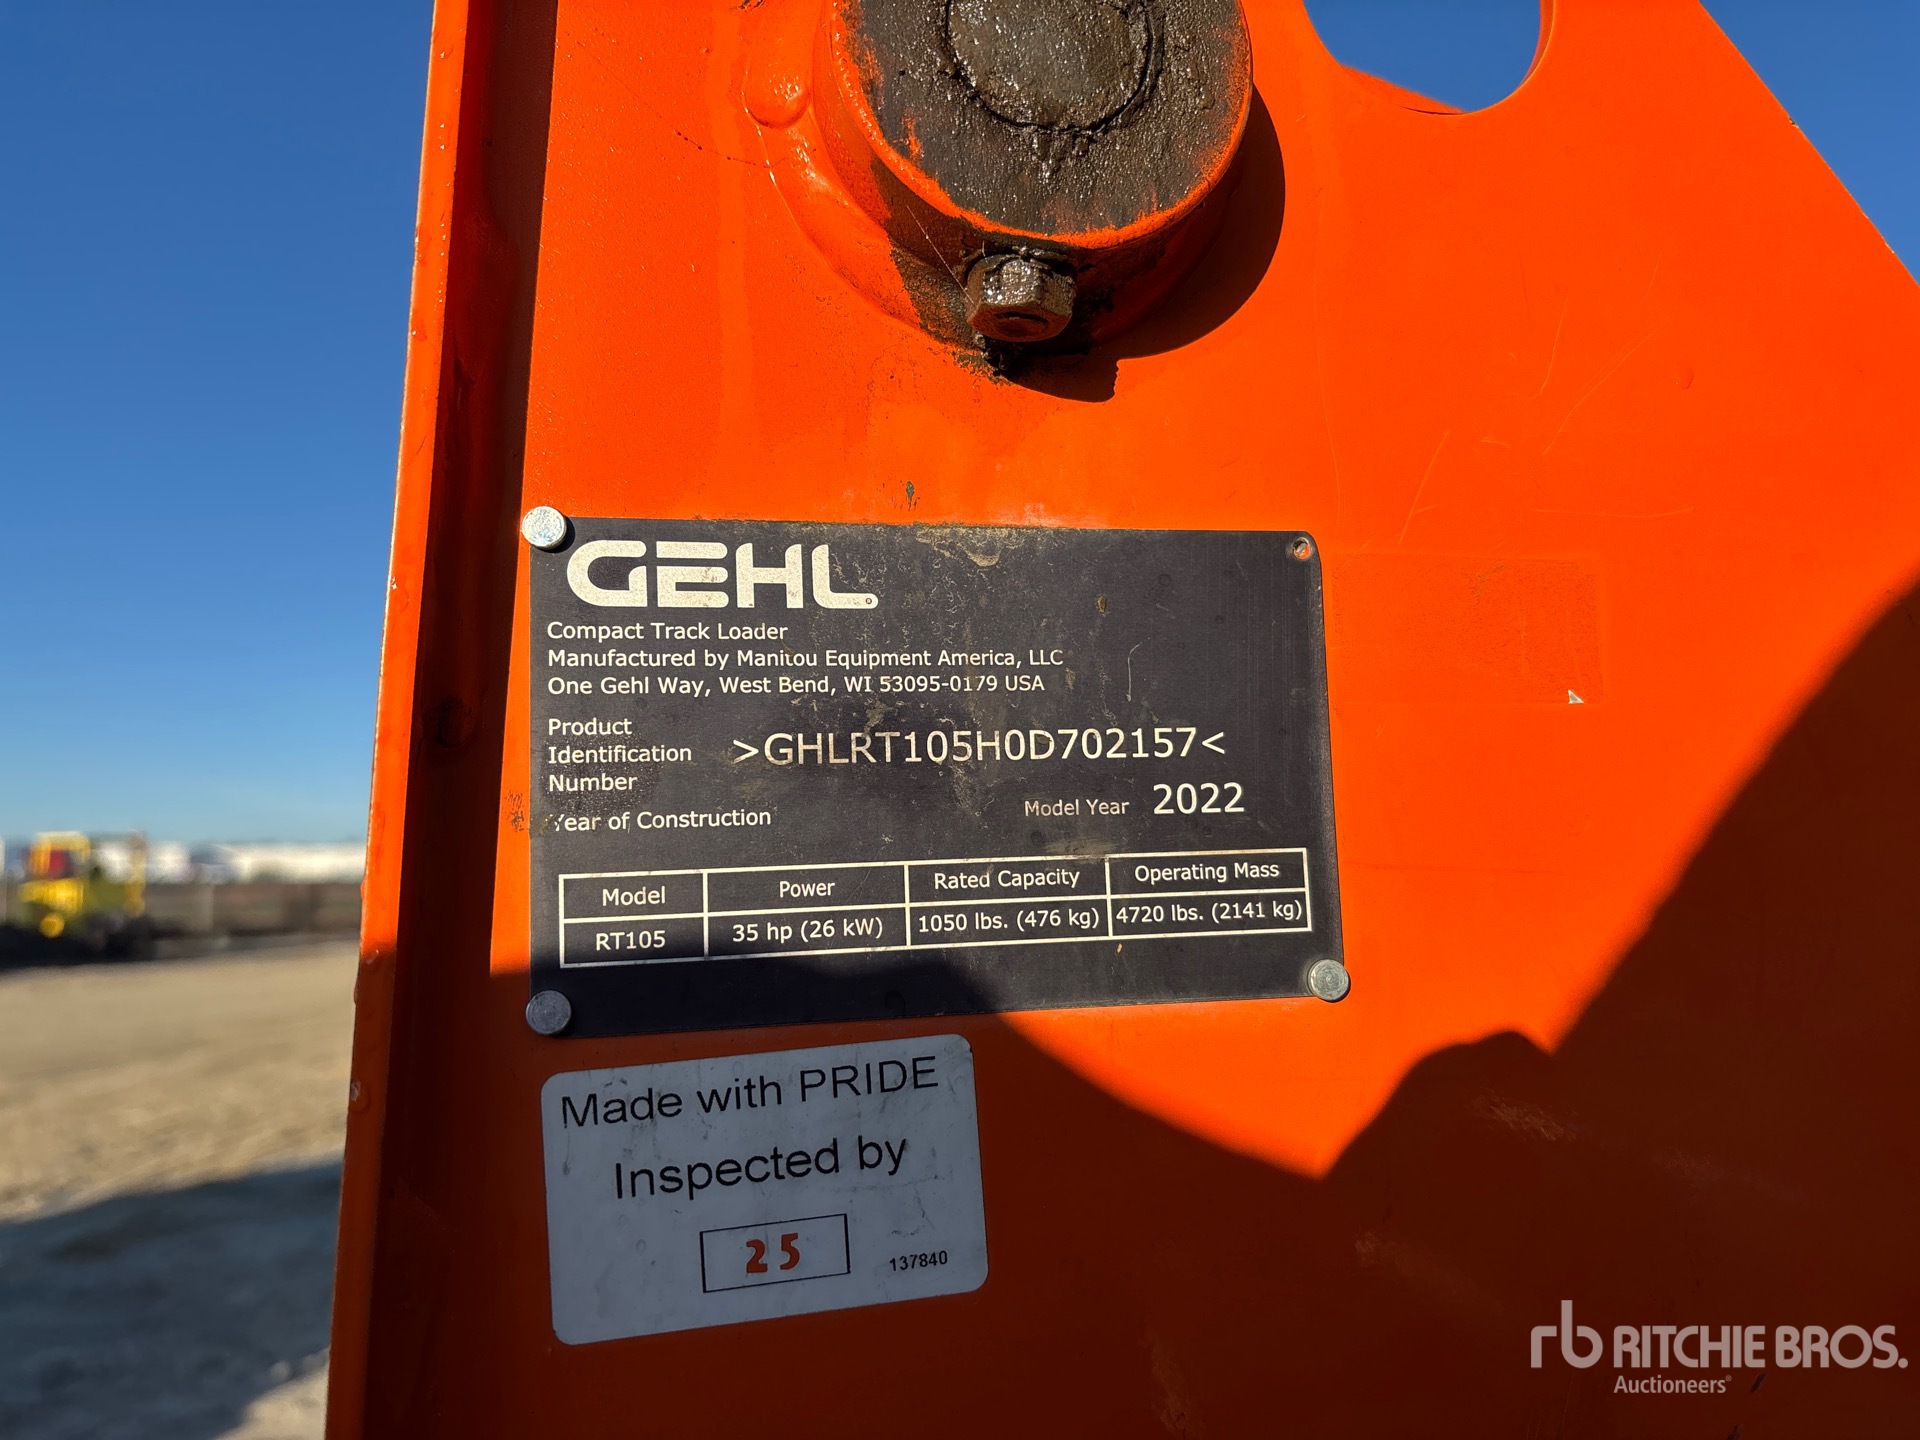 GEHL®
Compact Track Loader
Manufactured by Manitou Equipment America, LLC
One Gehl Way, West Bend, WI 53095-0179 USA
Product
Identification
Number
>GHLRT105H0D702157<
Year of Construction
Model Year 2022
Model Power Rated Capacity Operating Mass
RT105 35 hp (26 kW) 1050 lbs. (476 kg) 4720 lbs. (2141 kg)
Made with PRIDE
Inspected by
25
137840
rb RITCHIE BROS.
Auctioneers®